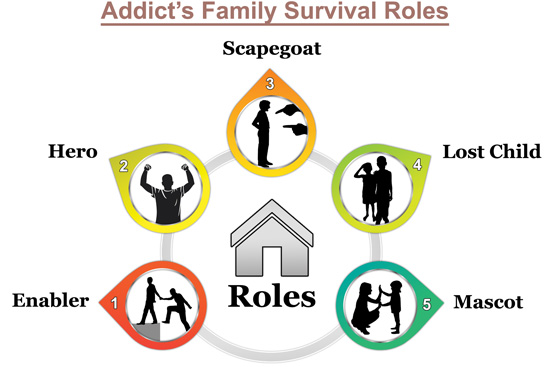 Addict's Family Survival Roles
Scapegoat
3
Hero
2
4
Lost Child
Enabler
1
Roles
5
Mascot